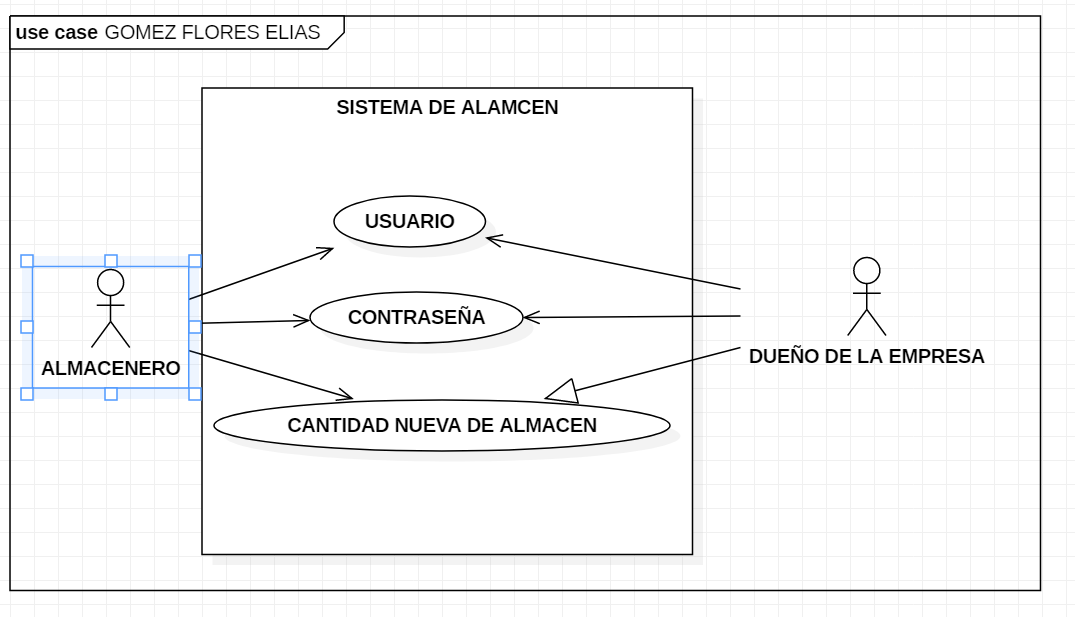 use case GOMEZ FLORES ELIAS
SISTEMA DE ALAMCEN
USUARIO
CONTRASEÑA
ALMACENERO
DUEÑO DE LA EMPRESA
CANTIDAD NUEVA DE ALMACEN